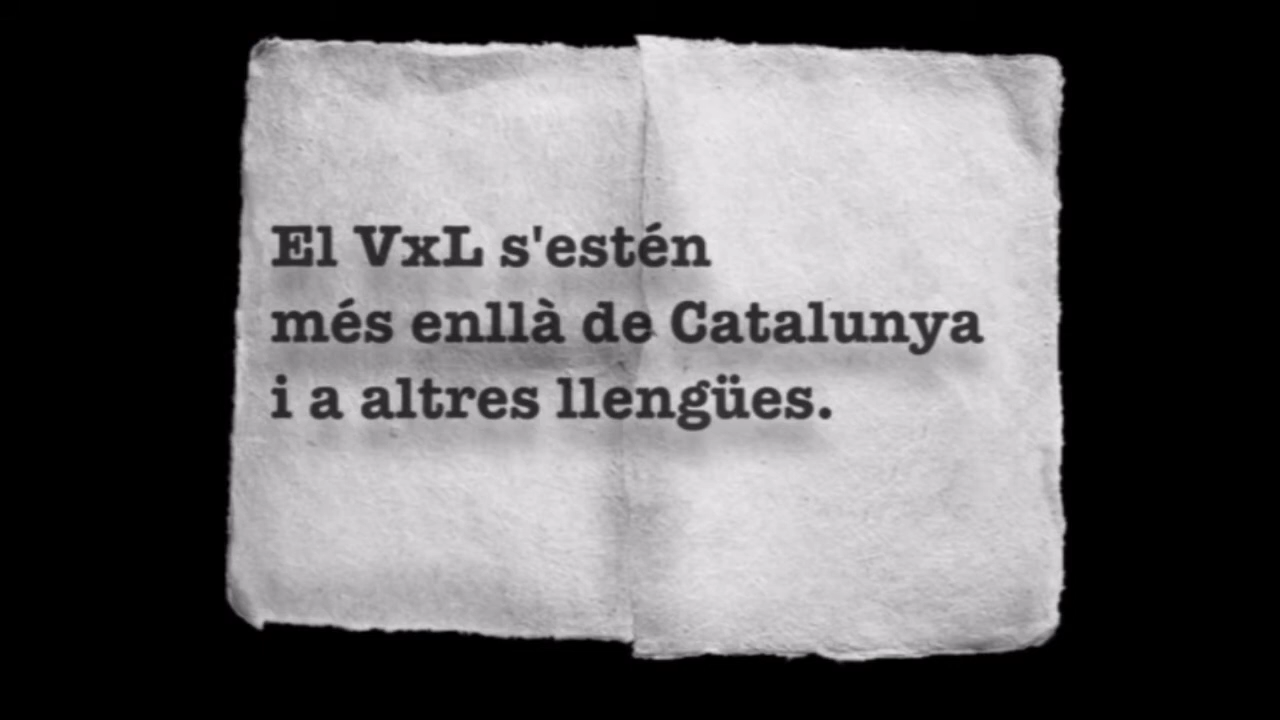 El VxL s'estén
més enllà de Catalunya
i a altres llengües.